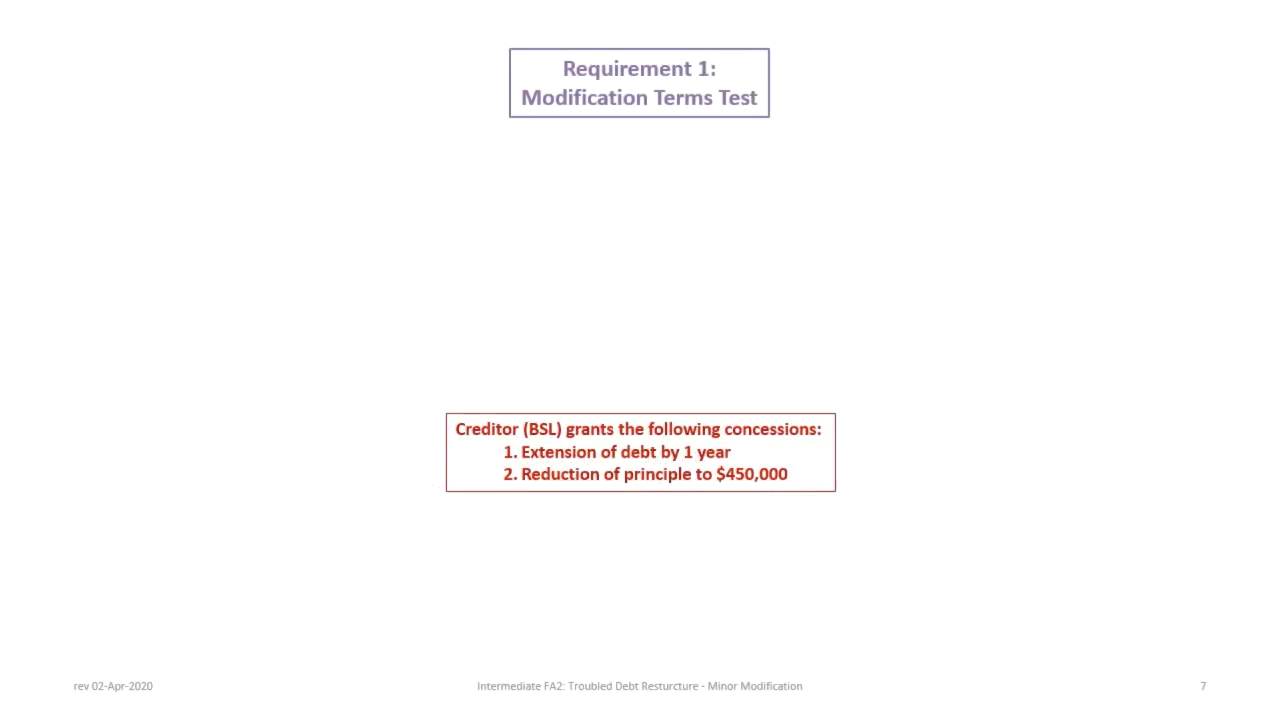 Requirement 1:
Modification Terms Test
Creditor (BSL) grants the following concessions:
1. Extension of debt by 1 year
2. Reduction of principle to $450,000
rev 02-Apr-2020
Intermediate FA2: Troubled Debt Resturcture - Minor Modification
7